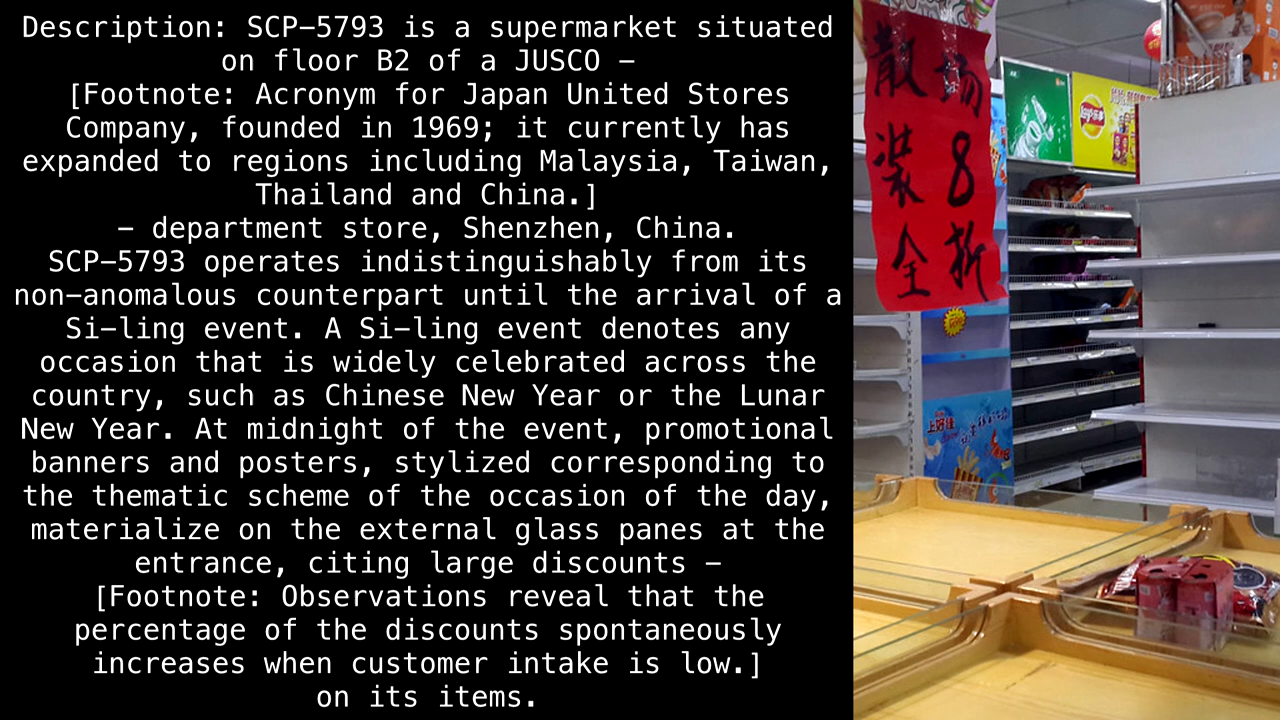 Description: SCP-5793 is a supermarket situated
on floor B2 of a JUSCO -
[Footnote: Acronym for Japan United Stores
Company, founded in 1969; it currently has
expanded to regions including Malaysia, Taiwan,
Thailand and China.]
- department store, Shenzhen, China.
SCP-5793 operates indistinguishably from its
non-anomalous counterpart until the arrival of a
Si-ling event. A Si-ling event denotes any
occasion that is widely celebrated across the
country, such as Chinese New Year or the Lunar
New Year. At midnight of the event, promotional
banners and posters, stylized corresponding to
the thematic scheme of the occasion of the day,
materialize on the external glass panes at the
entrance, citing large discounts -
[Footnote: Observations reveal that the
percentage of the discounts spontaneously
increases when customer intake is low.]
on its items.
散装全
场8折
上好佳